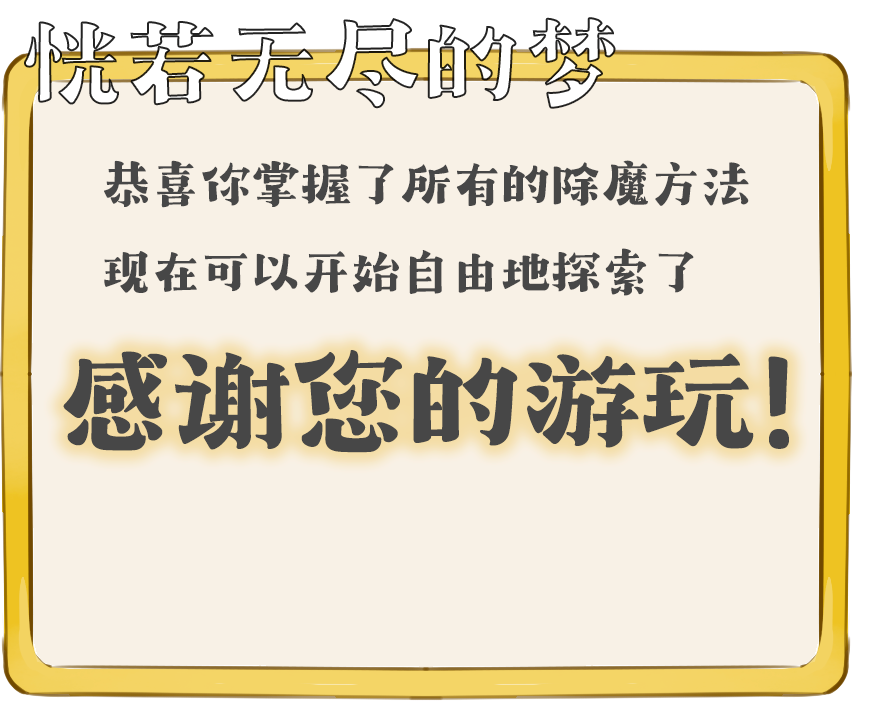 恍若无尽的梦
恭喜你掌握了所有的除魔方法
现在可以开始自由地探索了
感谢您的游玩!